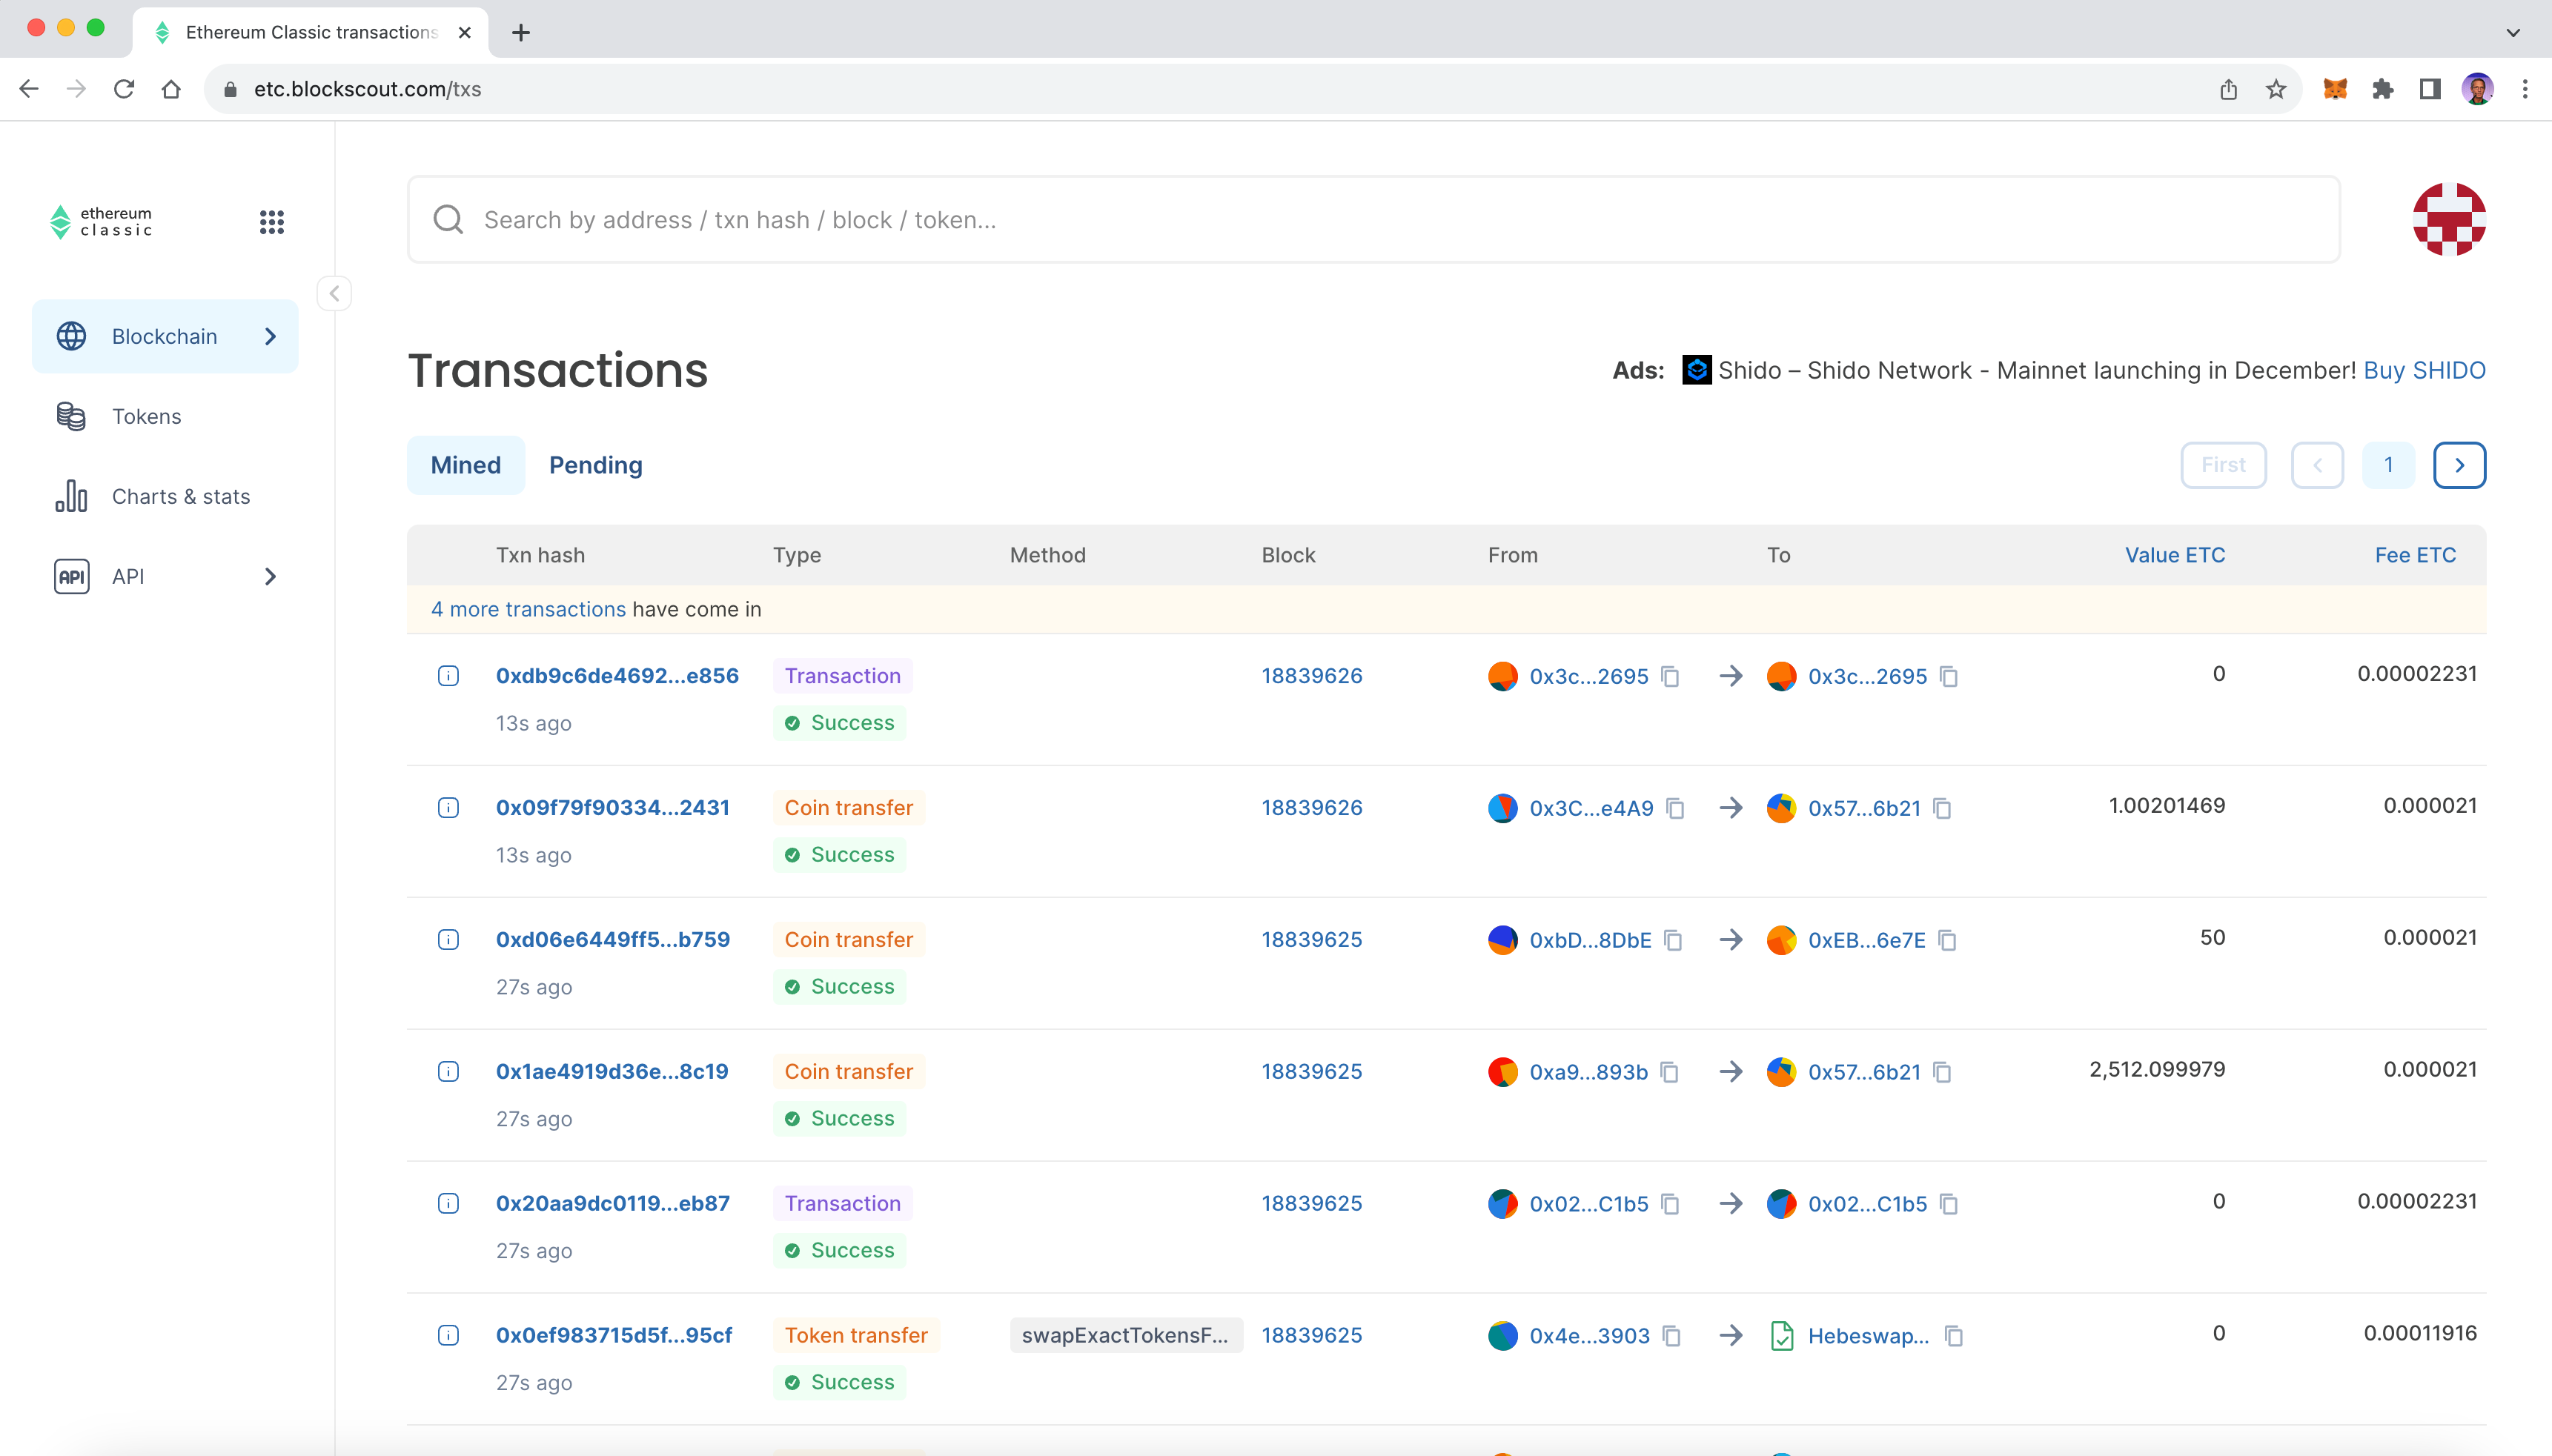 Ethereum Classic transactions
etc.blockscout.com/txs
ethereum
classic
Search by address / txn hash / block / token...
Blockchain
Tokens
Charts & stats
API
API
Transactions
Ads: Shido – Shido Network - Mainnet launching in December! Buy SHIDO
Mined Pending
First 1
Txn hash Type Method Block From To Value ETC Fee ETC
4 more transactions have come in
0xdb9c6de4692...e856 Transaction 18839626 0x3c...2695 0x3c...2695 0 0.00002231
13s ago Success
0x09f79f90334...2431 Coin transfer 18839626 0x3C...e4A9 0x57...6b21 1.00201469 0.000021
13s ago Success
0xd06e6449ff5...b759 Coin transfer 18839625 0xbD...8DbE 0xEB...6e7E 50 0.000021
27s ago Success
0x1ae4919d36e...8c19 Coin transfer 18839625 0xa9...893b 0x57...6b21 2,512.099979 0.000021
27s ago Success
0x20aa9dc0119...eb87 Transaction 18839625 0x02...C1b5 0x02...C1b5 0 0.00002231
27s ago Success
0x0ef983715d5f...95cf Token transfer swapExactTokensF... 18839625 0x4e...3903 Hebeswap... 0 0.00011916
27s ago Success